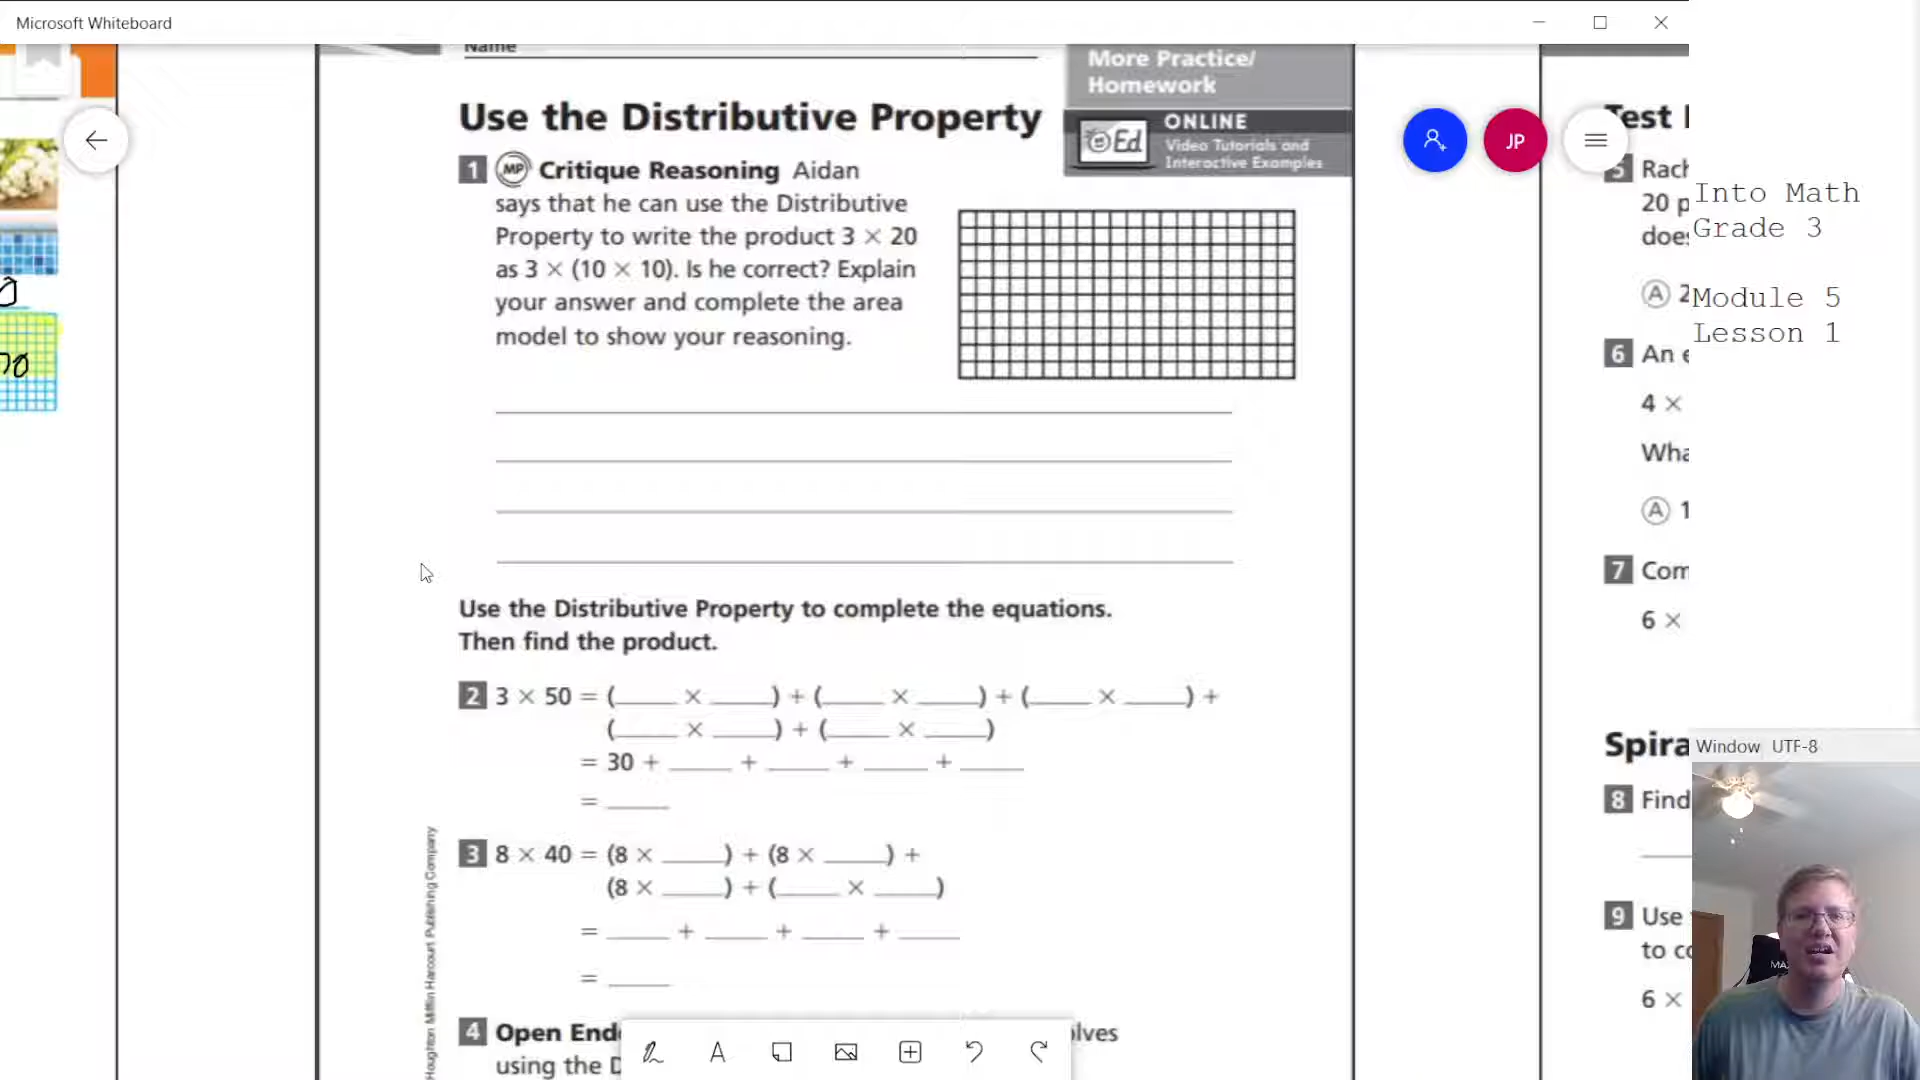 Microsoft Whiteboard
Name
More Practice/
Homework
Use the Distributive Property
Ed
ONLINE
Video Tutorials and
Interactive Examples
1 MP Critique Reasoning Aidan
says that he can use the Distributive
Property to write the product 3 × 20
as 3 × (10 × 10). Is he correct? Explain
your answer and complete the area
model to show your reasoning.
Use the Distributive Property to complete the equations.
Then find the product.
2 3 × 50 = (____ × ____) + (____ × ____) + (____ × ____) +
(____ × ____) + (____ × ____)
= 30 + ____ + ____ + ____ + ____
= ____
3 8 × 40 = (8 × ____) + (8 × ____) +
(8 × ____) + (____ × ____)
= ____ + ____ + ____ + ____
= ____
4 Open End
using the D
Houghton Mifflin Harcourt Publishing Company
JP
Test
5
20 p
A
6 An
4 ×
A 1
7
6 ×
8 Find
9 Use
to
6 ×
Into Math
Grade 3
Module 5
Lesson 1
Window UTF-8